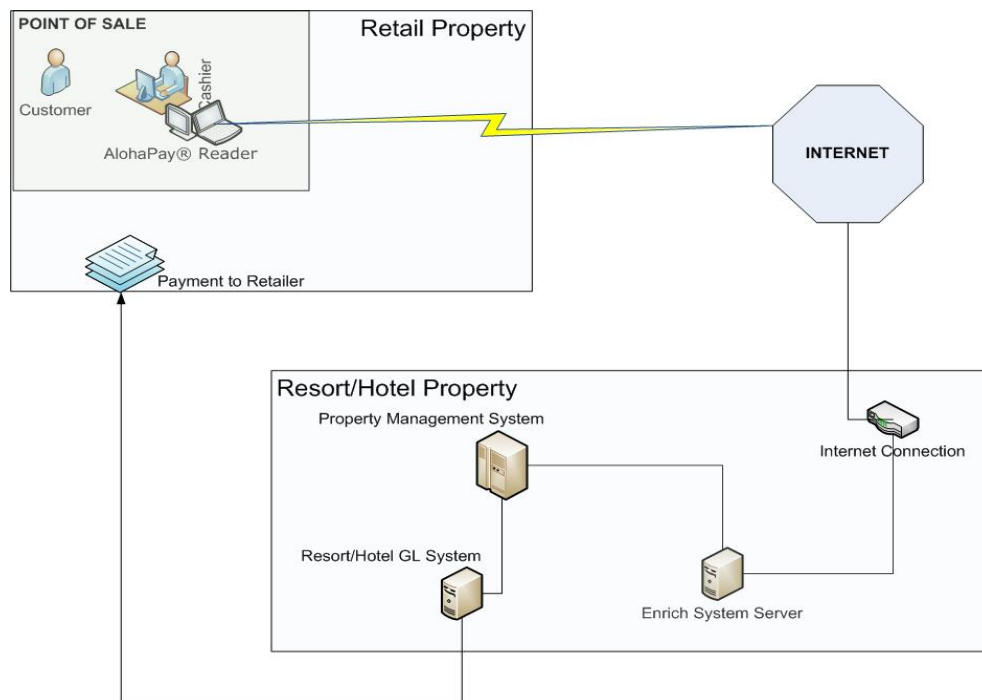 POINT OF SALE
Retail Property
Customer
Cashier
AlohaPay® Reader
INTERNET
Payment to Retailer
Resort/Hotel Property
Property Management System
Internet Connection
Resort/Hotel GL System
Enrich System Server